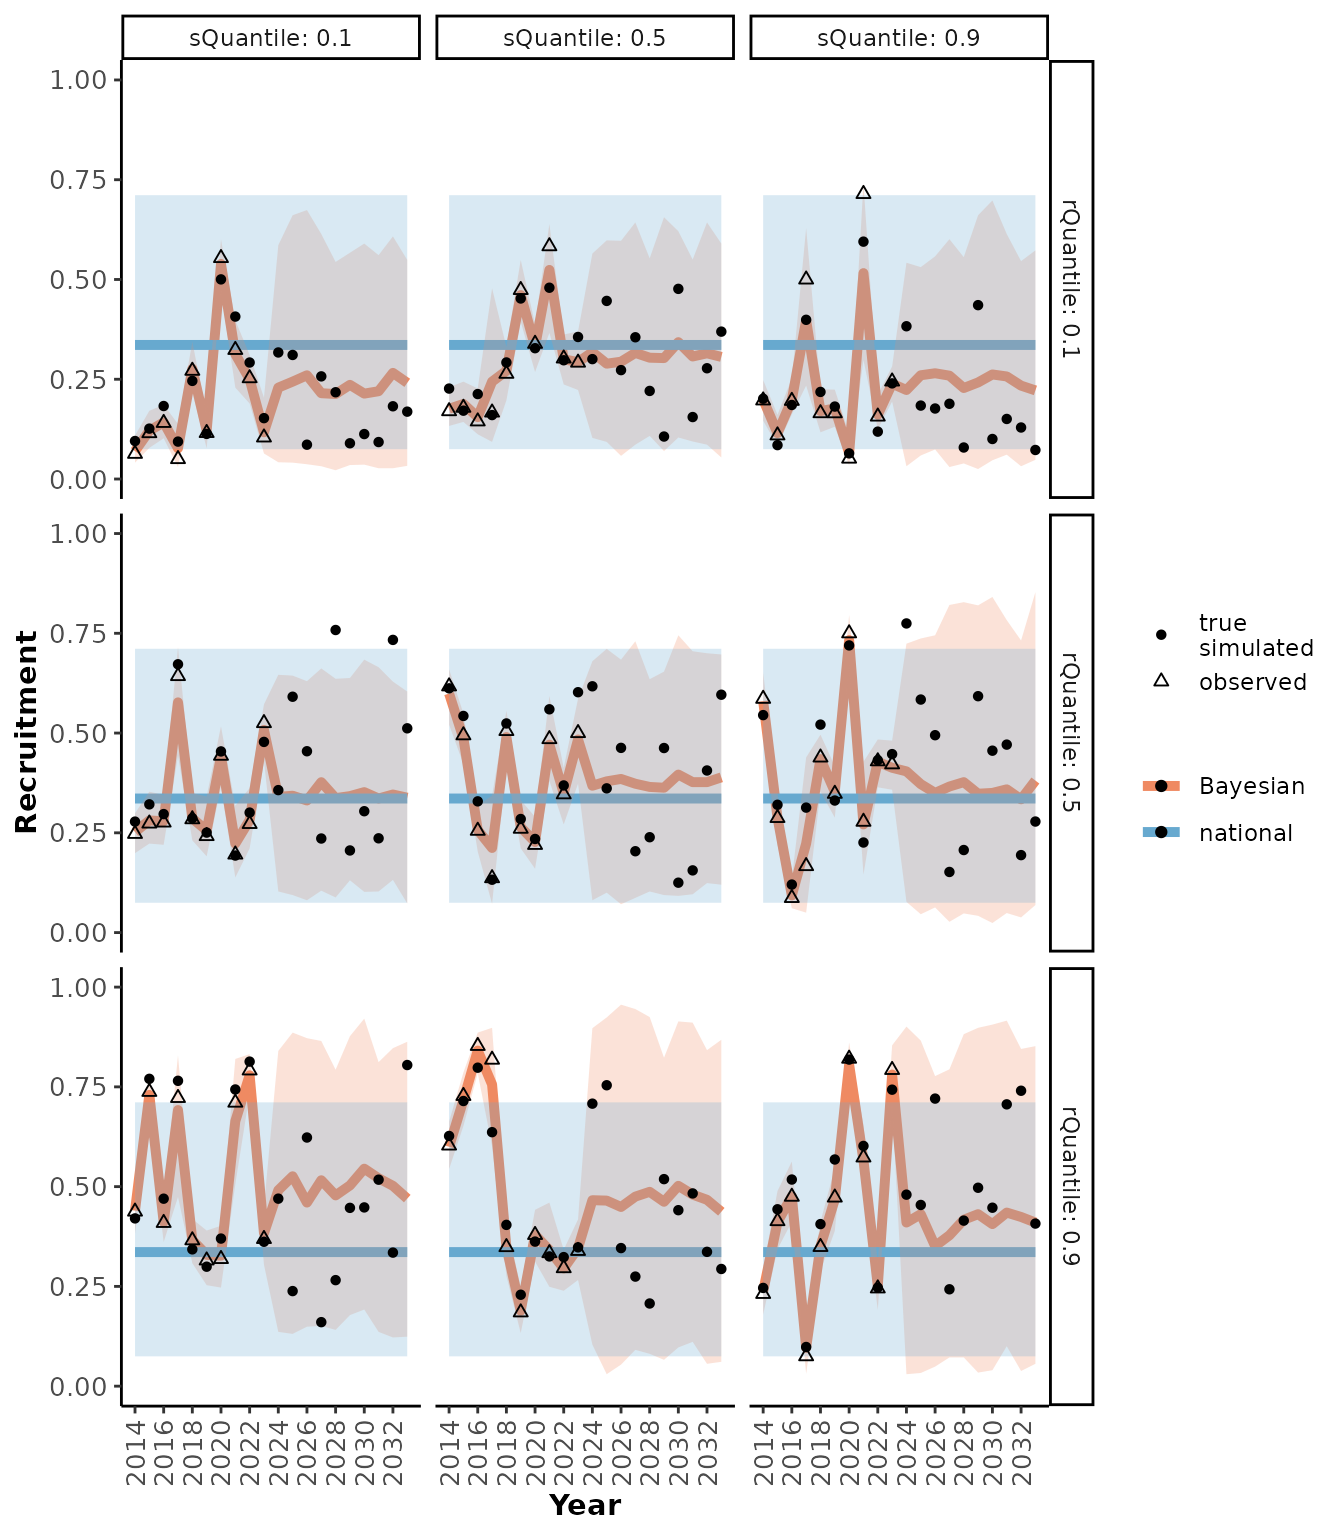 sQuantile: 0.1
sQuantile: 0.5
sQuantile: 0.9
1.00
0.75
0.50
0.25
0.00
rQuantile: 0.1
1.00
0.75
0.50
0.25
0.00
rQuantile: 0.5
1.00
0.75
0.50
0.25
0.00
rQuantile: 0.9
Recruitment
2014 2016 2018 2020 2022 2024 2026 2028 2030 2032
2014 2016 2018 2020 2022 2024 2026 2028 2030 2032
2014 2016 2018 2020 2022 2024 2026 2028 2030 2032
Year
true
simulated
observed
Bayesian
national